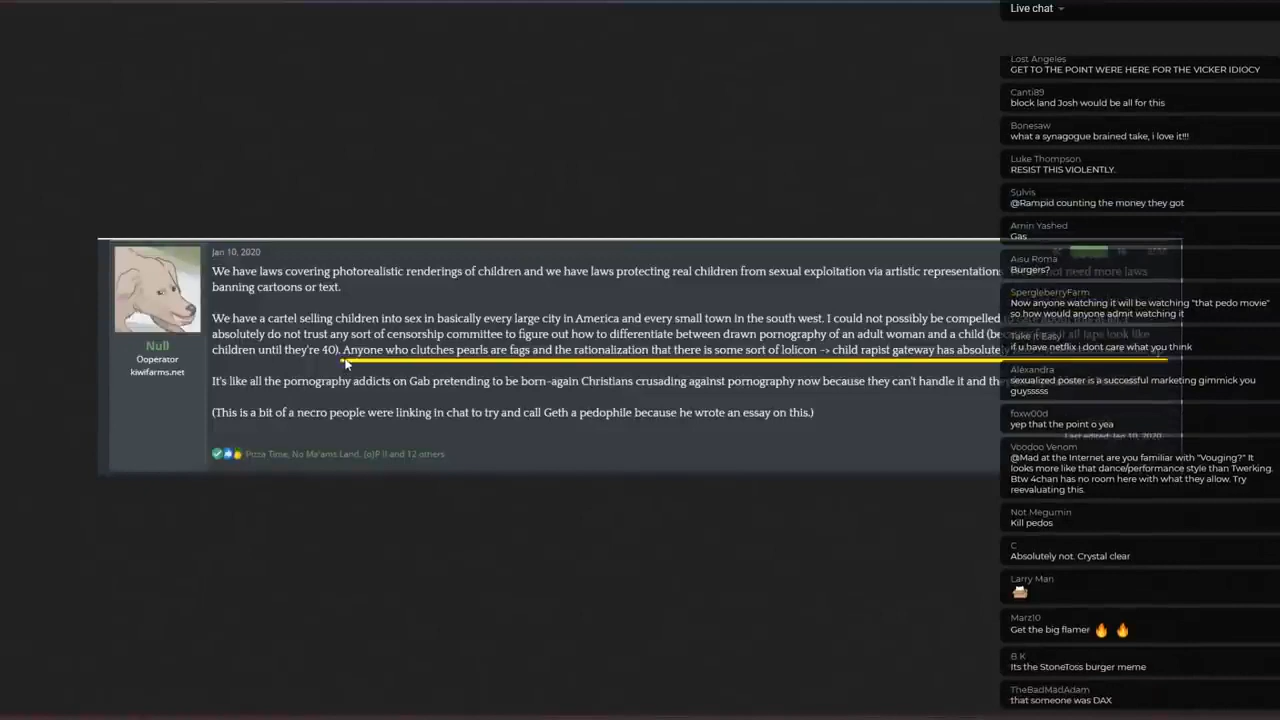 Live chat
Lost Angeles
GET TO THE POINT WERE HERE FOR THE VICKER IDIOCY
Canti89
block land Josh would be all for this
Bonesaw
what a synagogue brained take, i love it!!!
Luke Thompson
RESIST THIS VIOLENTLY.
Sulvis
@Rampid counting the money they got
Amin Yashed
Gas
Aisu Roma
Burgers?
SpergleberryFarm
Now anyone watching it will be watching "that pedo movie"
so how would anyone admit watching it
Take It Easy
if u have netflix i dont care what you think
Alexandra
sexualized poster is a successful marketing gimmick you
guysssss
foxw00d
yep that the point o yea
Voodoo Venom
@Mad at the Internet are you familiar with "Vouging?" It
looks more like that dance/performance style than Twerking.
Btw 4chan has no room here with what they allow. Try
reevaluating this.
Not Megumin
Kill pedos
C
Absolutely not. Crystal clear
Larry Man
Marz10
Get the big flamer 🔥 🔥
B K
Its the StoneToss burger meme
TheBadMadAdam
that someone was DAX
Null
Ooperator
kiwifarms.net
Jan 10, 2020
We have laws covering photorealistic renderings of children and we have laws protecting real children from sexual exploitation via artistic representations not need more laws
banning cartoons or text.
We have a cartel selling children into sex in basically every large city in America and every small town in the south west. I could not possibly be compelled
absolutely do not trust any sort of censorship committee to figure out how to differentiate between drawn pornography of an adult woman and a child look like
children until they're 40). Anyone who clutches pearls are fags and the rationalization that there is some sort of lolicon -> child rapist gateway has
It's like all the pornography addicts on Gab pretending to be born-again Christians crusading against pornography now because they can't handle it and
(This is a bit of a necro people were linking in chat to try and call Geth a pedophile because he wrote an essay on this.)
Last edited: Jan 10, 2020
Pizza Time, No Ma'ams Land, {o}P II and 12 others